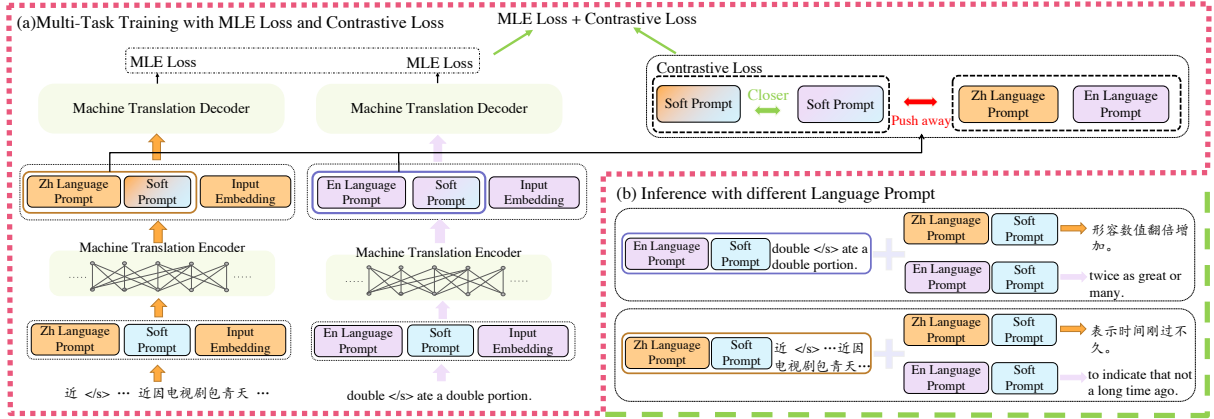 (a)Multi-Task Training with MLE Loss and Contrastive Loss
MLE Loss + Contrastive Loss
MLE Loss
MLE Loss
Machine Translation Decoder
Machine Translation Decoder
Contrastive Loss
Soft Prompt
Closer
Soft Prompt
Push away
Zh Language
Prompt
En Language
Prompt
Zh Language
Prompt
Soft
Prompt
Input
Embedding
En Language
Prompt
Soft
Prompt
Input
Embedding
Machine Translation Encoder
Machine Translation Encoder
......
......
......
......
Zh Language
Prompt
Soft
Prompt
Input
Embedding
En Language
Prompt
Soft
Prompt
Input
Embedding
近 </s> … 近因电视剧包青天 …
double </s> ate a double portion.
(b) Inference with different Language Prompt
En Language
Prompt
Soft
Prompt
double </s> ate a
double portion.
Zh Language
Prompt
Soft
Prompt
形容数值翻倍增
加。
En Language
Prompt
Soft
Prompt
twice as great or
many.
Zh Language
Prompt
Soft
Prompt
近 </s> …近因
电视剧包青天…
Zh Language
Prompt
Soft
Prompt
表示时间刚过不
久。
En Language
Prompt
Soft
Prompt
to indicate that not
a long time ago.